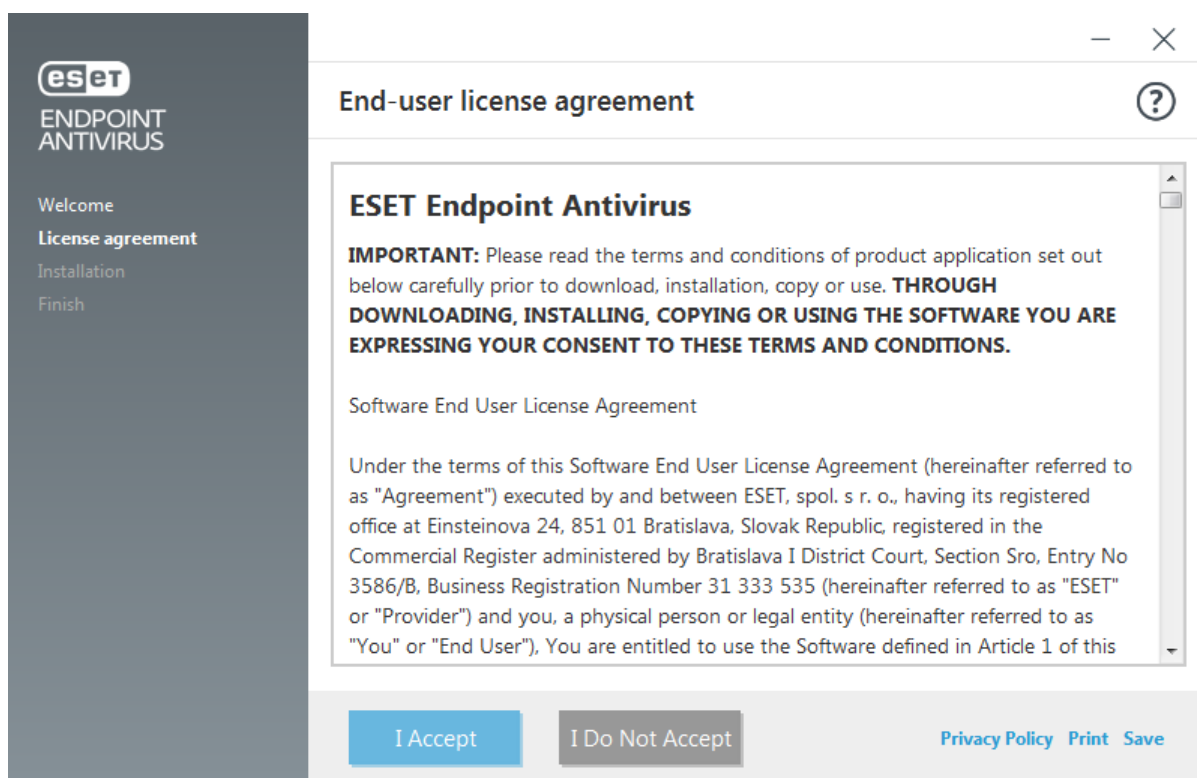 eseT
ENDPOINT
ANTIVIRUS
Welcome
License agreement
Installation
Finish
End-user license agreement
?
ESET Endpoint Antivirus
IMPORTANT: Please read the terms and conditions of product application set out
below carefully prior to download, installation, copy or use. THROUGH
DOWNLOADING, INSTALLING, COPYING OR USING THE SOFTWARE YOU ARE
EXPRESSING YOUR CONSENT TO THESE TERMS AND CONDITIONS.
Software End User License Agreement
Under the terms of this Software End User License Agreement (hereinafter referred to
as "Agreement") executed by and between ESET, spol. s r. o., having its registered
office at Einsteinova 24, 851 01 Bratislava, Slovak Republic, registered in the
Commercial Register administered by Bratislava I District Court, Section Sro, Entry No
3586/B, Business Registration Number 31 333 535 (hereinafter referred to as "ESET"
or "Provider") and you, a physical person or legal entity (hereinafter referred to as
"You" or "End User"), You are entitled to use the Software defined in Article 1 of this
I Accept
I Do Not Accept
Privacy Policy Print Save